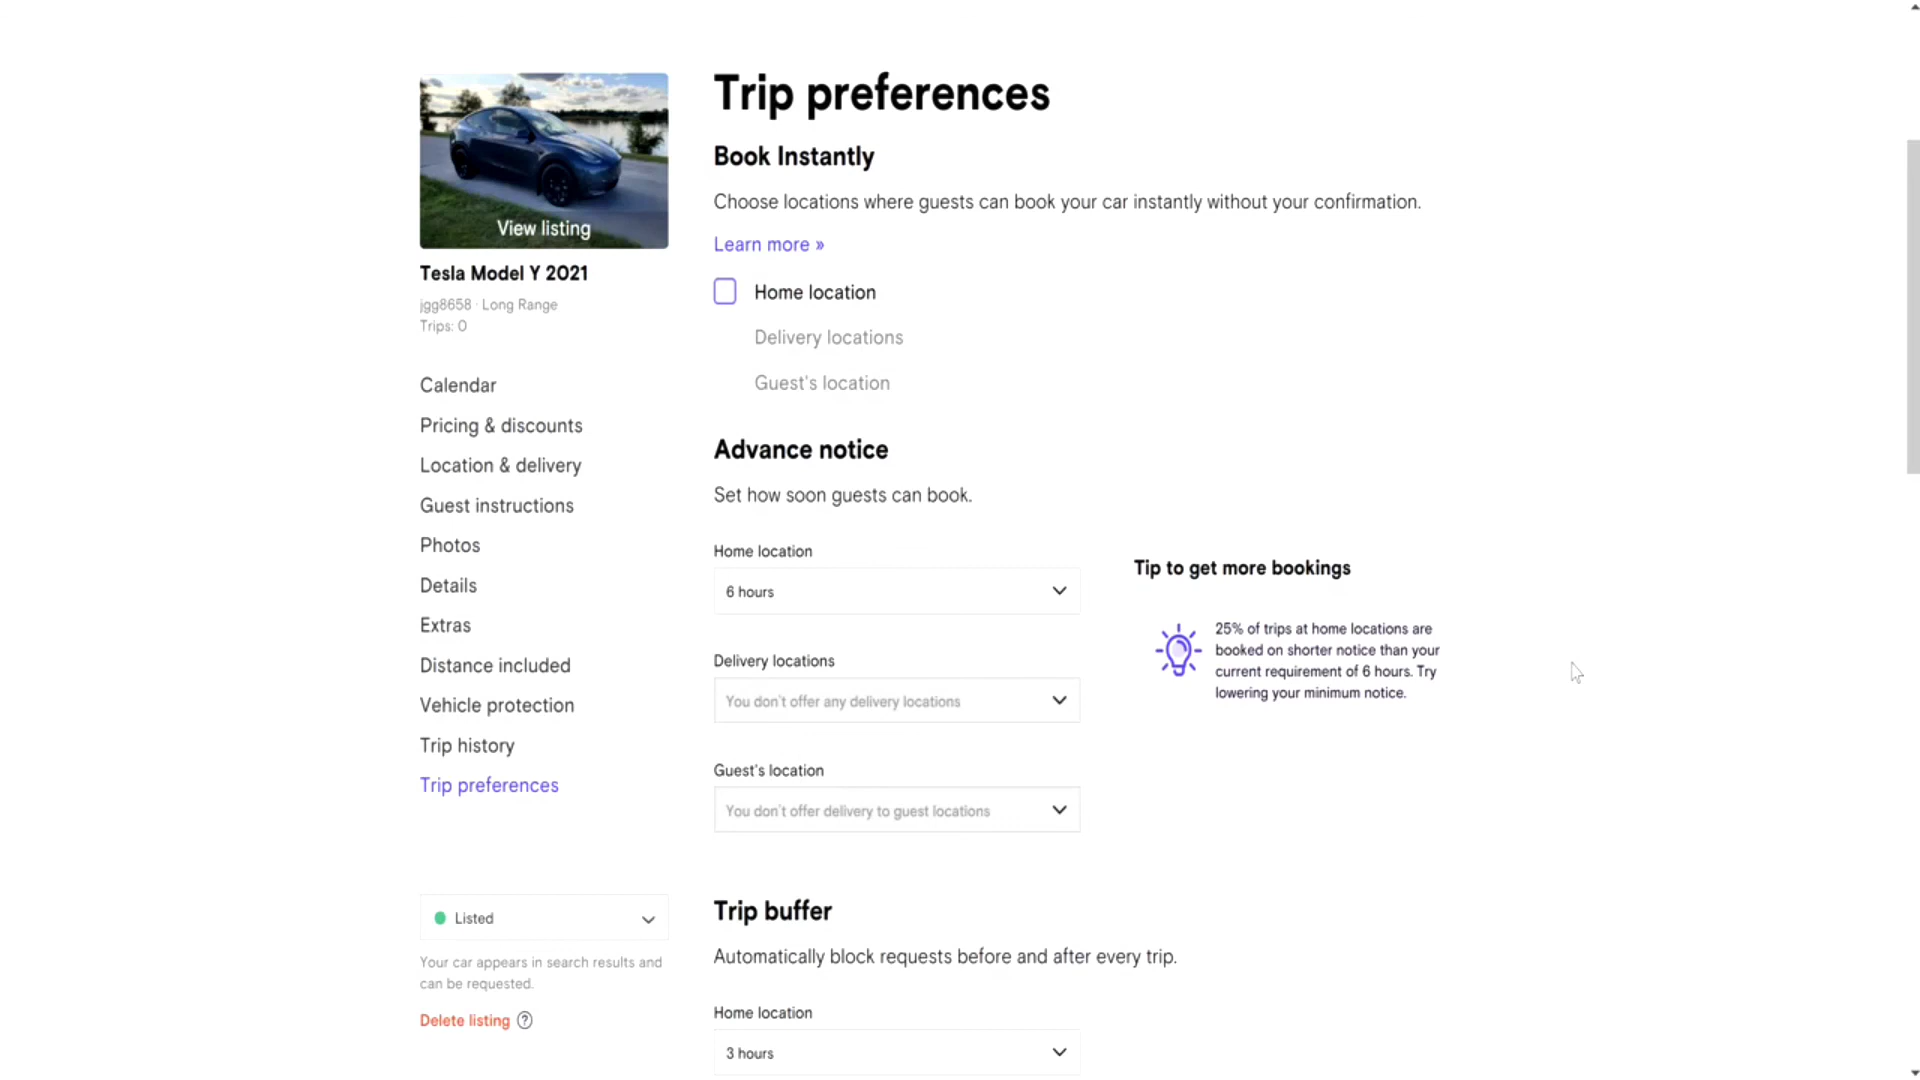 View listing
Tesla Model Y 2021
jgg8658 · Long Range
Trips: 0
Calendar
Pricing & discounts
Location & delivery
Guest instructions
Photos
Details
Extras
Distance included
Vehicle protection
Trip history
Trip preferences
Listed
Your car appears in search results and
can be requested.
Delete listing ?
Trip preferences
Book Instantly
Choose locations where guests can book your car instantly without your confirmation.
Learn more »
Home location
Delivery locations
Guest's location
Advance notice
Set how soon guests can book.
Home location
6 hours
Delivery locations
You don't offer any delivery locations
Guest's location
You don't offer delivery to guest locations
Tip to get more bookings
25% of trips at home locations are
booked on shorter notice than your
current requirement of 6 hours. Try
lowering your minimum notice.
Trip buffer
Automatically block requests before and after every trip.
Home location
3 hours